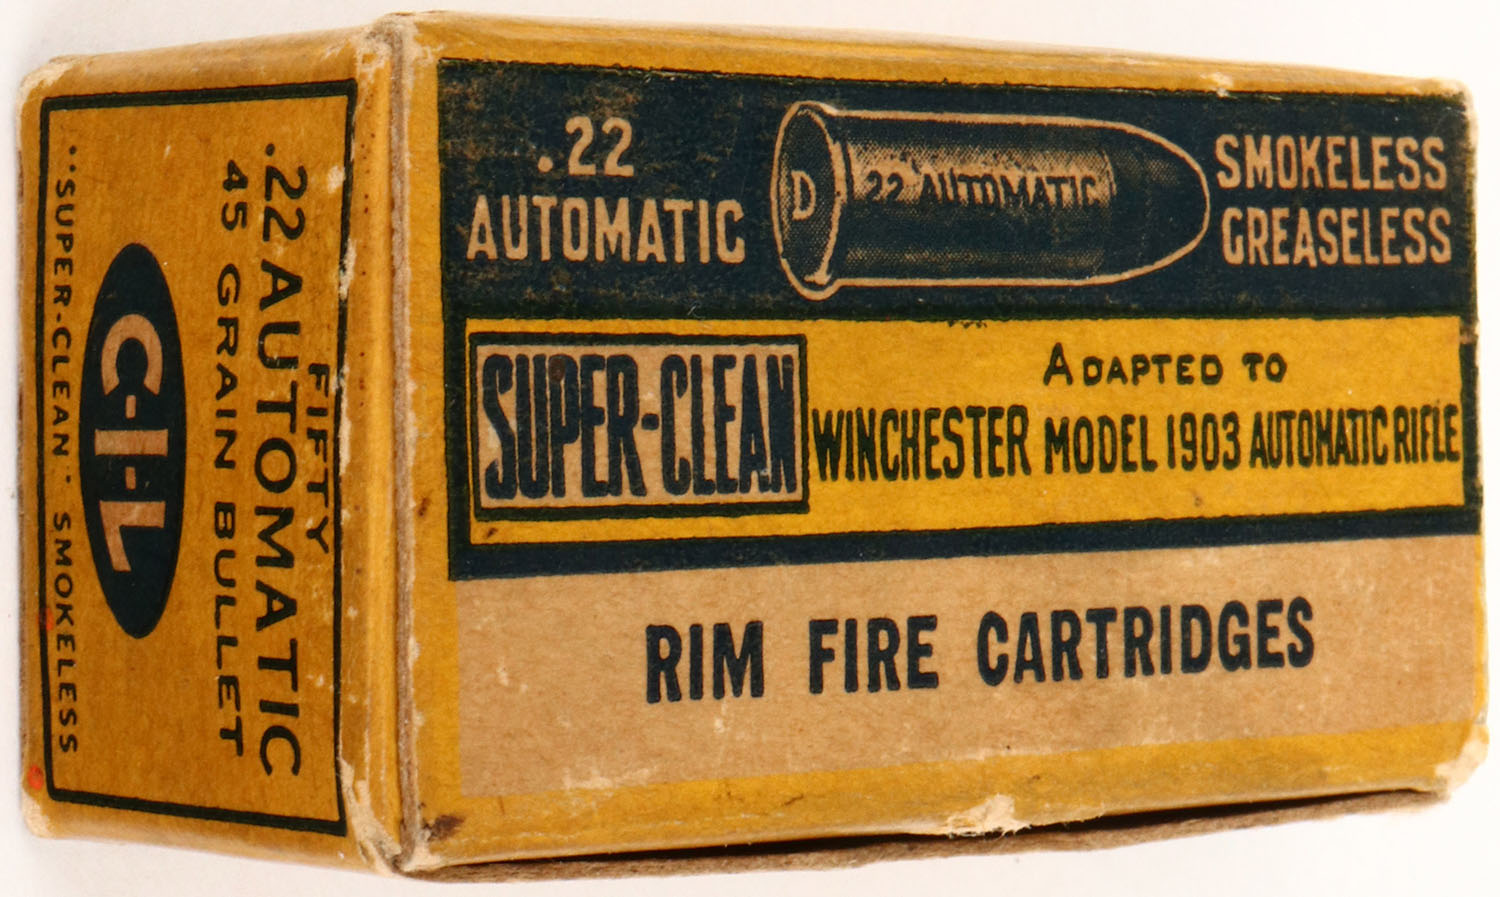 .22
AUTOMATIC
D
22 AUTOMATIC
SMOKELESS
GREASELESS
SUPER-CLEAN
ADAPTED TO
WINCHESTER MODEL 1903 AUTOMATIC RIFLE
RIM FIRE CARTRIDGES
FIFTY
.22 AUTOMATIC
45 GRAIN BULLET
C-I-L
"SUPER-CLEAN" SMOKELESS